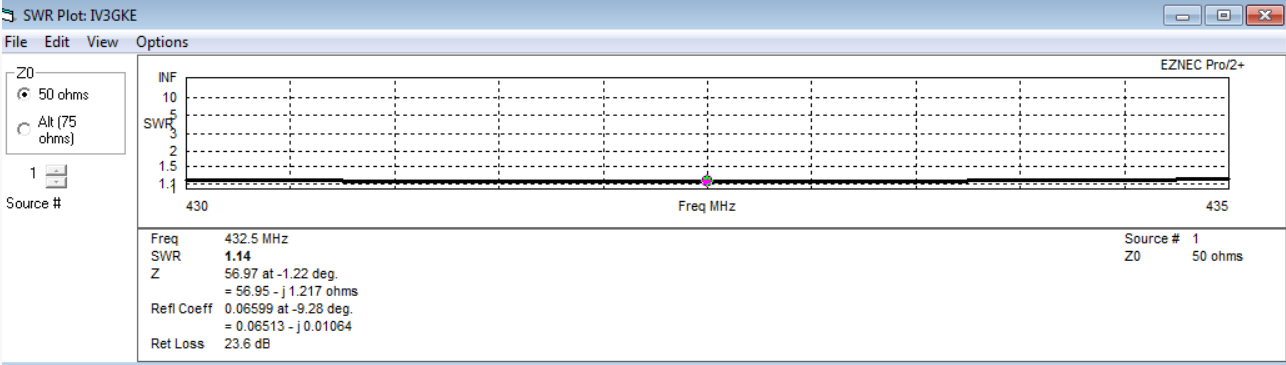 SWR Plot: IV3GKE
File Edit View Options
Z0
50 ohms
Alt (75
ohms)
1
Source #
EZNEC Pro/2+
INF
10
5
SWR
3
2
1.5
1.1
1
430 Freq MHz 435
Freq 432.5 MHz Source # 1
SWR 1.14 Z0 50 ohms
Z 56.97 at -1.22 deg.
= 56.95 - j 1.217 ohms
Refl Coeff 0.06599 at -9.28 deg.
= 0.06513 - j 0.01064
Ret Loss 23.6 dB